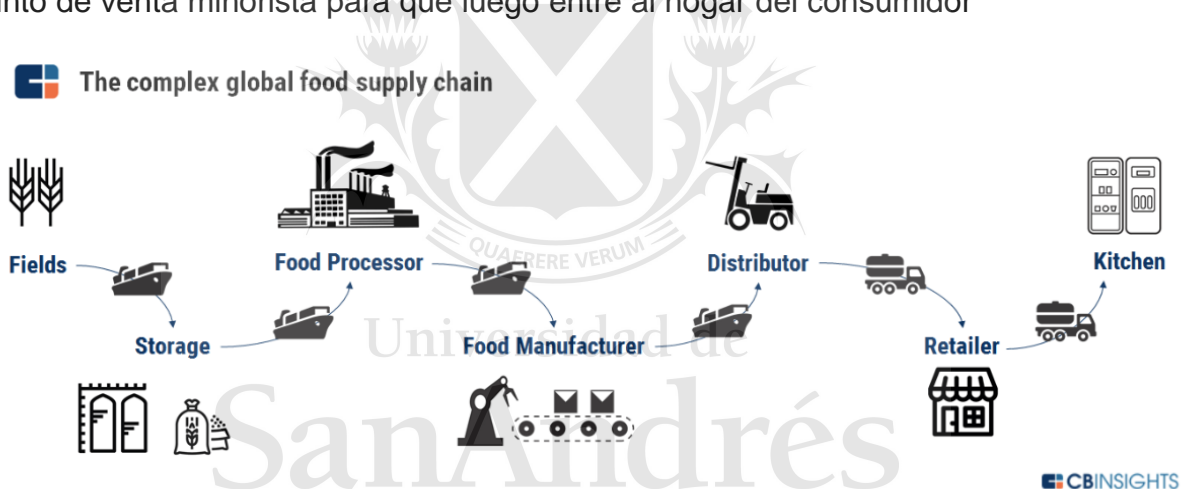 nto de venta minorista para que luego entre al hogar del consumidor
The complex global food supply chain
QUAERERE VERUM
Fields
Food Processor
Distributor
Kitchen
Universidad de
Storage
Food Manufacturer
Retailer
SanAndrés
CBINSIGHTS